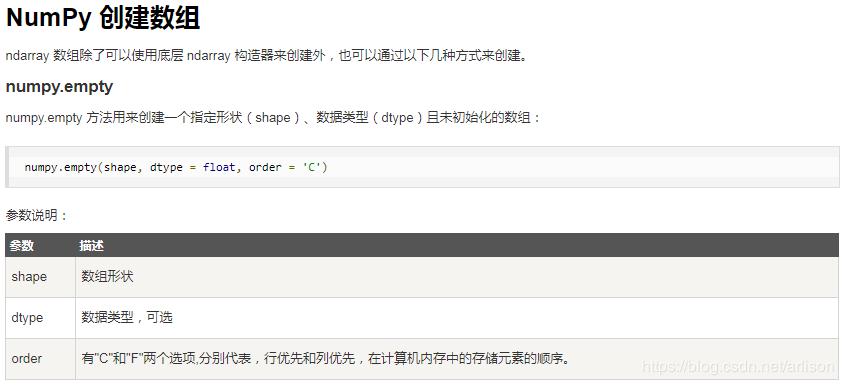 NumPy 创建数组
ndarray 数组除了可以使用底层 ndarray 构造器来创建外，也可以通过以下几种方式来创建。
numpy.empty
numpy.empty 方法用来创建一个指定形状（shape）、数据类型（dtype）且未初始化的数组：
numpy.empty(shape, dtype = float, order = 'C')
参数说明：
参数 描述
shape 数组形状
dtype 数据类型，可选
order 有"C"和"F"两个选项,分别代表，行优先和列优先，在计算机内存中的存储元素的顺序。
https://blog.csdn.net/arlison